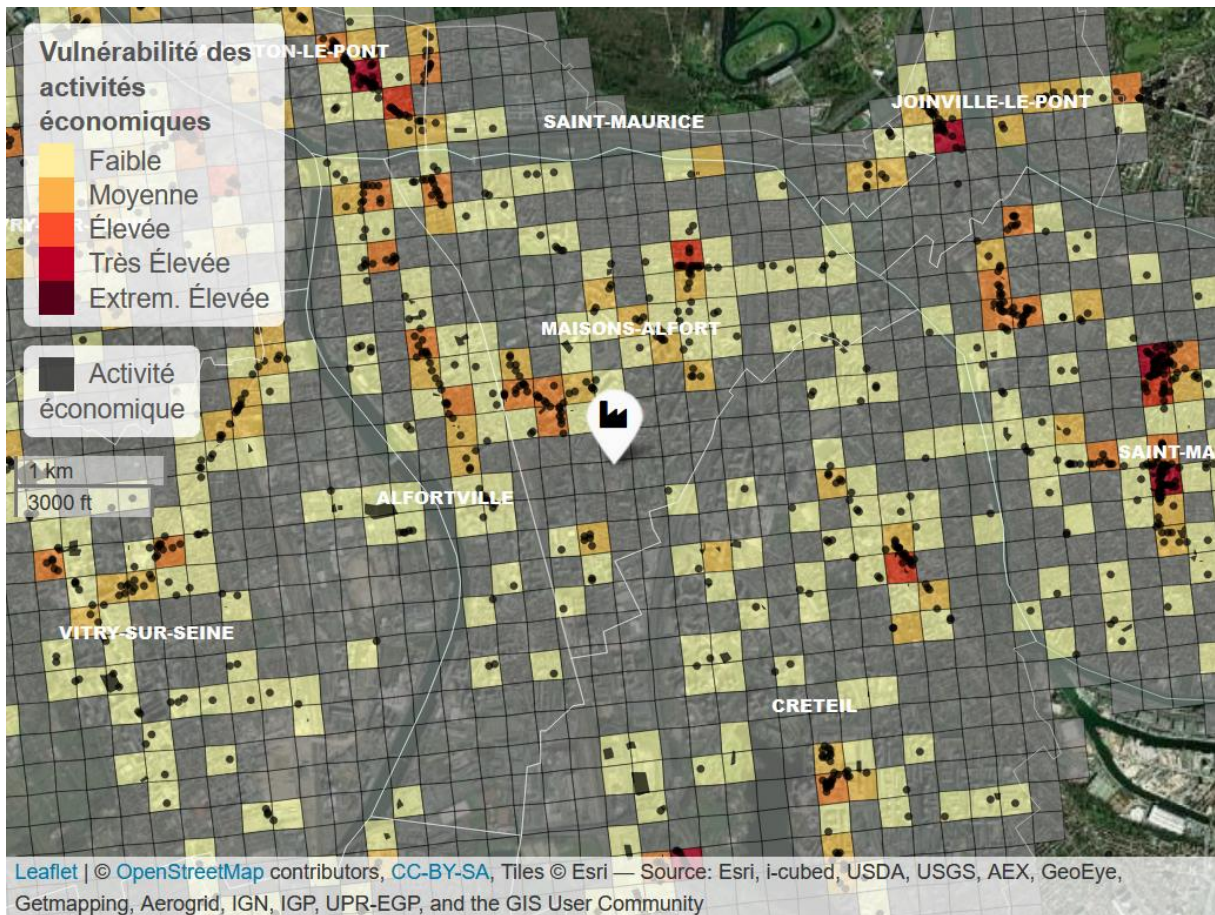 Vulnérabilité des
activités
économiques
Faible
Moyenne
Élevée
Très Élevée
Extrem. Élevée
Activité
économique
1 km
3000 ft
TON-LE-PONT
SAINT-MAURICE
JOINVILLE-LE-PONT
MAISONS-ALFORT
SAINT-MA
ALFORTVILLE
VITRY-SUR-SEINE
CRETEIL
Leaflet | © OpenStreetMap contributors, CC-BY-SA, Tiles © Esri — Source: Esri, i-cubed, USDA, USGS, AEX, GeoEye,
Getmapping, Aerogrid, IGN, IGP, UPR-EGP, and the GIS User Community